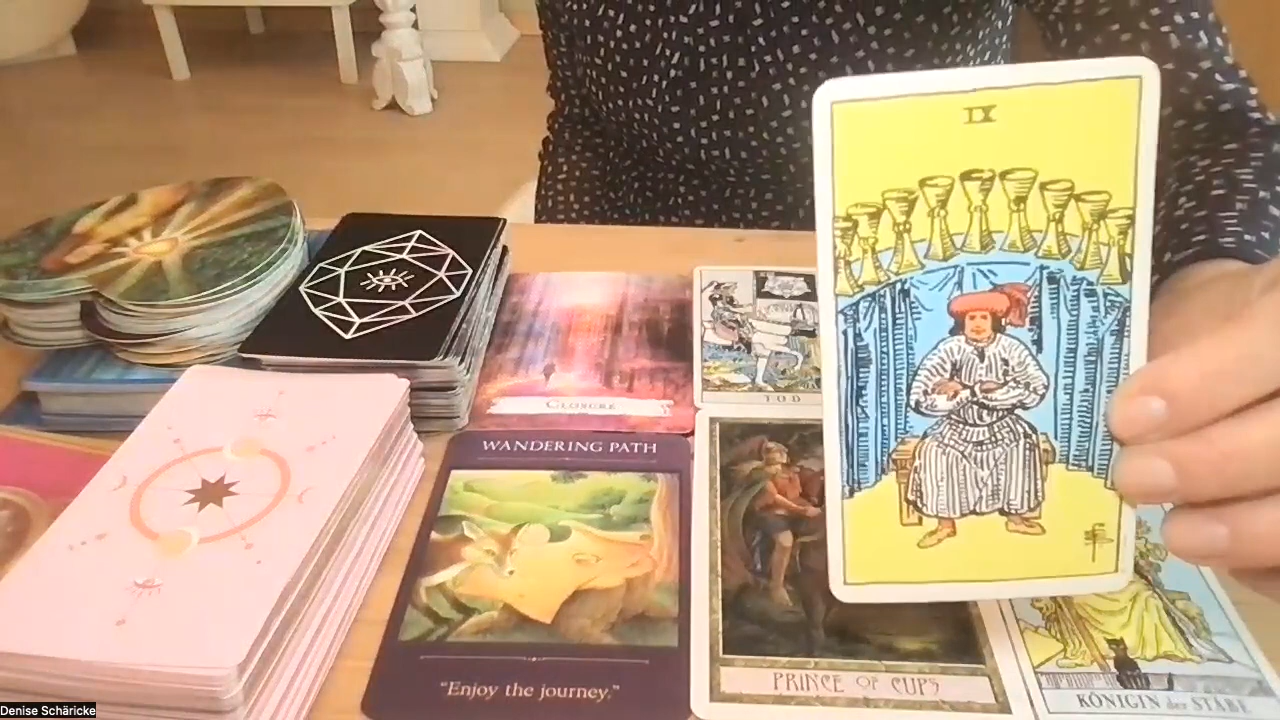 IX
CLOSURE
TOD
WANDERING PATH
"Enjoy the journey."
PRINCE OF CUPS
KÖNIGIN der STÄBE
Denise Schäricke